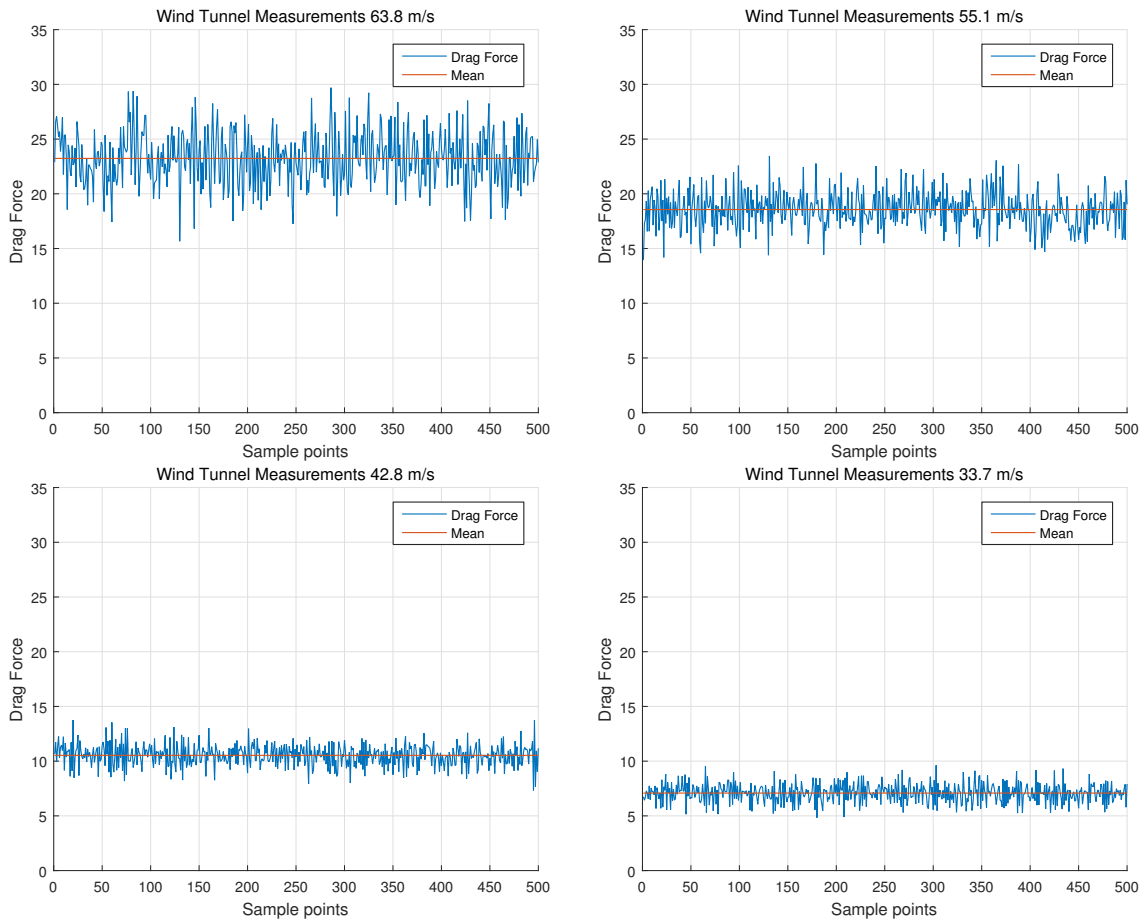 Wind Tunnel Measurements 63.8 m/s
35
30
25
20
15
10
5
0
Drag Force
Drag Force
Mean
0 50 100 150 200 250 300 350 400 450 500
Sample points
Wind Tunnel Measurements 55.1 m/s
35
30
25
20
15
10
5
0
Drag Force
Drag Force
Mean
0 50 100 150 200 250 300 350 400 450 500
Sample points
Wind Tunnel Measurements 42.8 m/s
35
30
25
20
15
10
5
0
Drag Force
Drag Force
Mean
0 50 100 150 200 250 300 350 400 450 500
Sample points
Wind Tunnel Measurements 33.7 m/s
35
30
25
20
15
10
5
0
Drag Force
Drag Force
Mean
0 50 100 150 200 250 300 350 400 450 500
Sample points